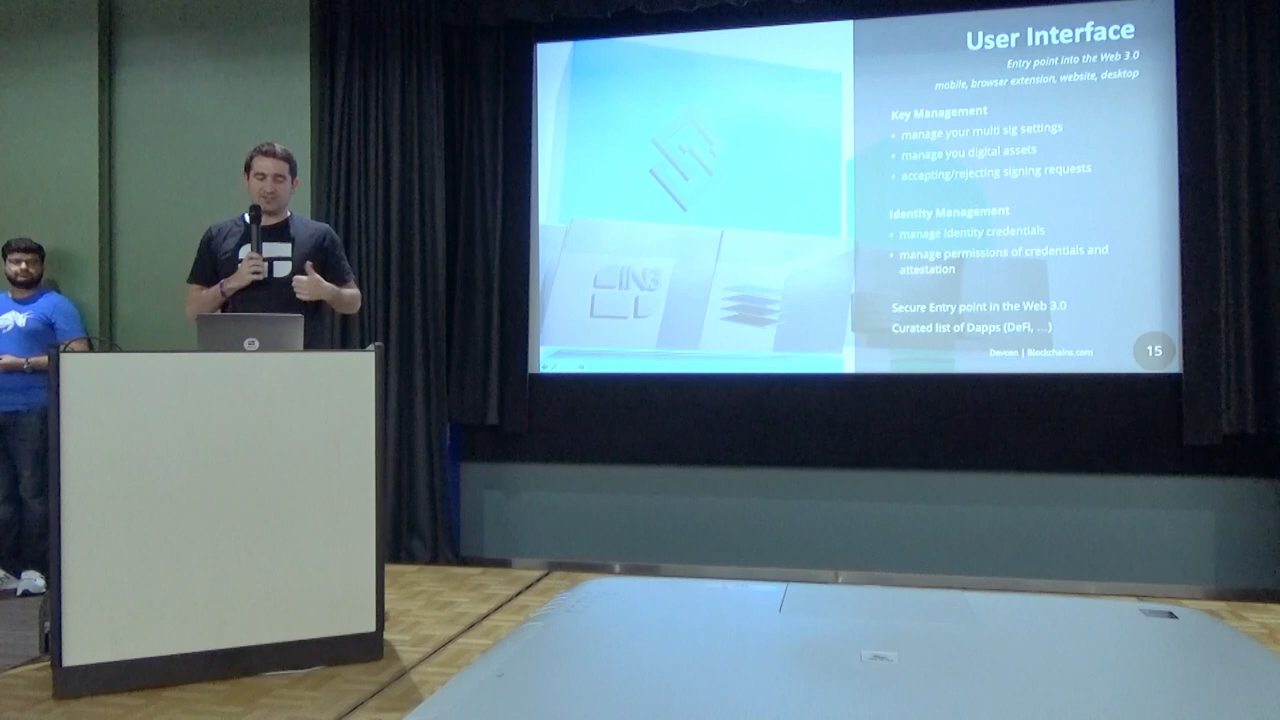 User Interface
Entry point into the Web 3.0
mobile, browser extension, website, desktop
Key Management
• manage your multi sig settings
• manage you digital assets
• accepting/rejecting signing requests
Identity Management
• manage identity credentials
• manage permissions of credentials and
attestation
Secure Entry point in the Web 3.0
Curated list of Dapps (DeFi, ...)
Devcon | Blockchains.com
15